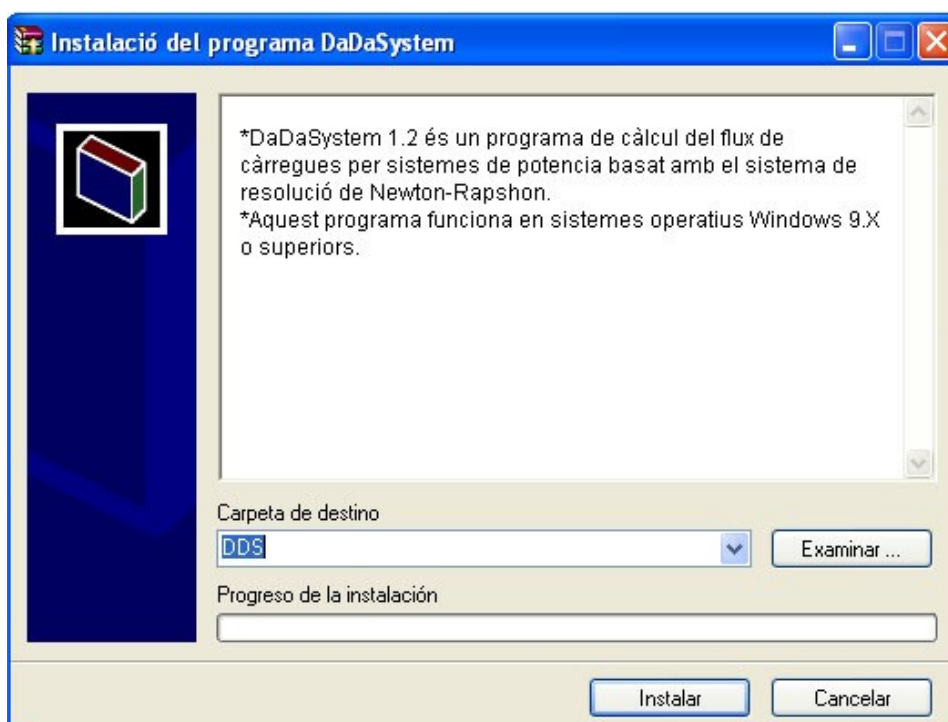 Instalació del programa DaDaSystem
*DaDaSystem 1.2 és un programa de càlcul del flux de
càrregues per sistemes de potencia basat amb el sistema de
resolució de Newton-Rapshon.
*Aquest programa funciona en sistemes operatius Windows 9.X
o superiors.
Carpeta de destino
DDS
Examinar ...
Progreso de la instalación
Instalar
Cancelar